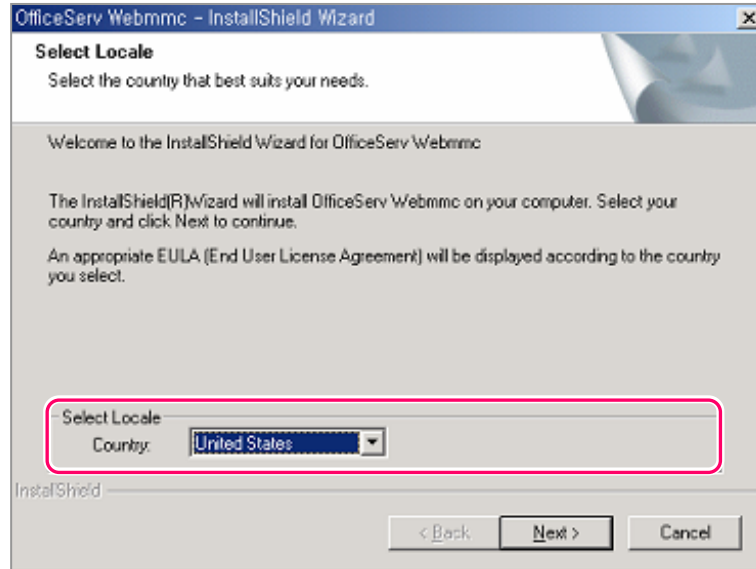 OfficeServ Webmmc - InstallShield Wizard
Select Locale
Select the country that best suits your needs.
Welcome to the InstallShield Wizard for OfficeServ Webmmc
The InstallShield(R)Wizard will install OfficeServ Webmmc on your computer. Select your
country and click Next to continue.
An appropriate EULA (End User License Agreement) will be displayed according to the country
you select.
Select Locale
Country:
United States
InstallShield
< Back
Next >
Cancel